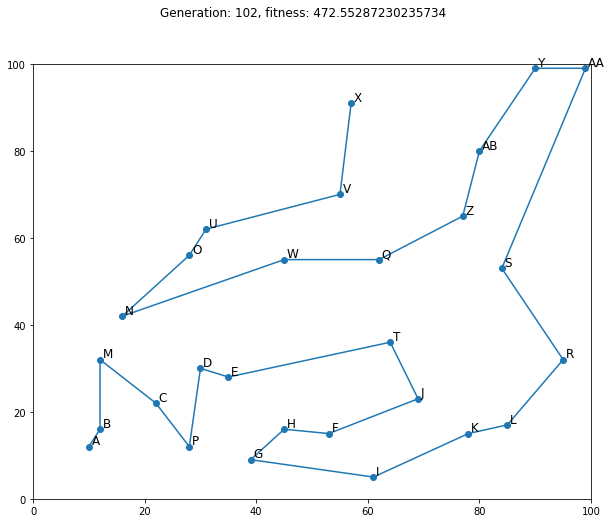 Generation: 102, fitness: 472.55287230235734
100
Y
AA
X
80
AB
V
Z
U
60
O
W
Q
S
N
40
T
M
R
D
E
C
20
J
H
F
K
L
B
A
P
G
I
0
0
20
40
60
80
100